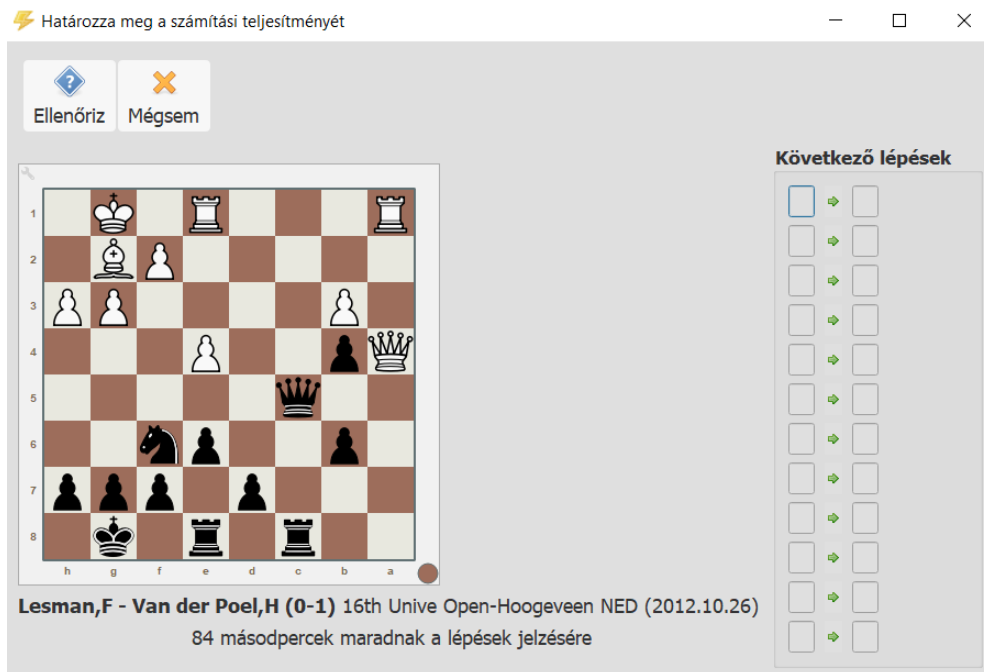 Határozza meg a számítási teljesítményét
Ellenőriz Mégsem
Következő lépések
1
2
3
4
5
6
7
8
h g f e d c b a
Lesman,F - Van der Poel,H (0-1) 16th Unive Open-Hoogeveen NED (2012.10.26)
84 másodpercek maradnak a lépések jelzésére